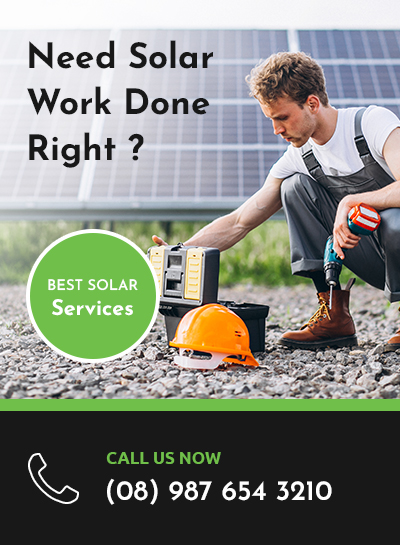 Need Solar
Work Done
Right ?
BEST SOLAR
Services
CALL US NOW
(08) 987 654 3210